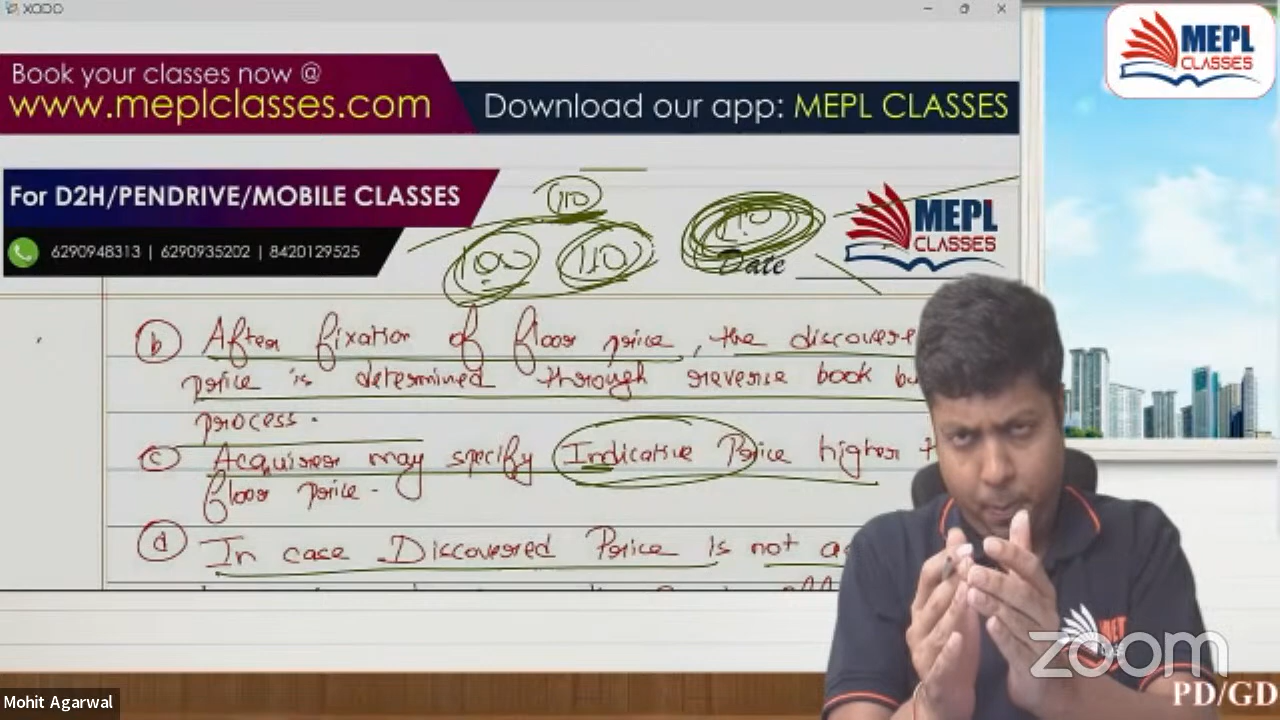 XODO
MEPL
CLASSES
Book your classes now @
www.meplclasses.com
Download our app: MEPL CLASSES
For D2H/PENDRIVE/MOBILE CLASSES
6290948313 | 6290935202 | 8420129525
110
100
110
MEPL
CLASSES
Date
b After fixation of floor price, the discovere
price is determined through reverse book bu
process.
c Acquirer may specify Indicative Price higher t
floor price.
d In case Discovered Price is not a
zoom
Mohit Agarwal
PD/GD